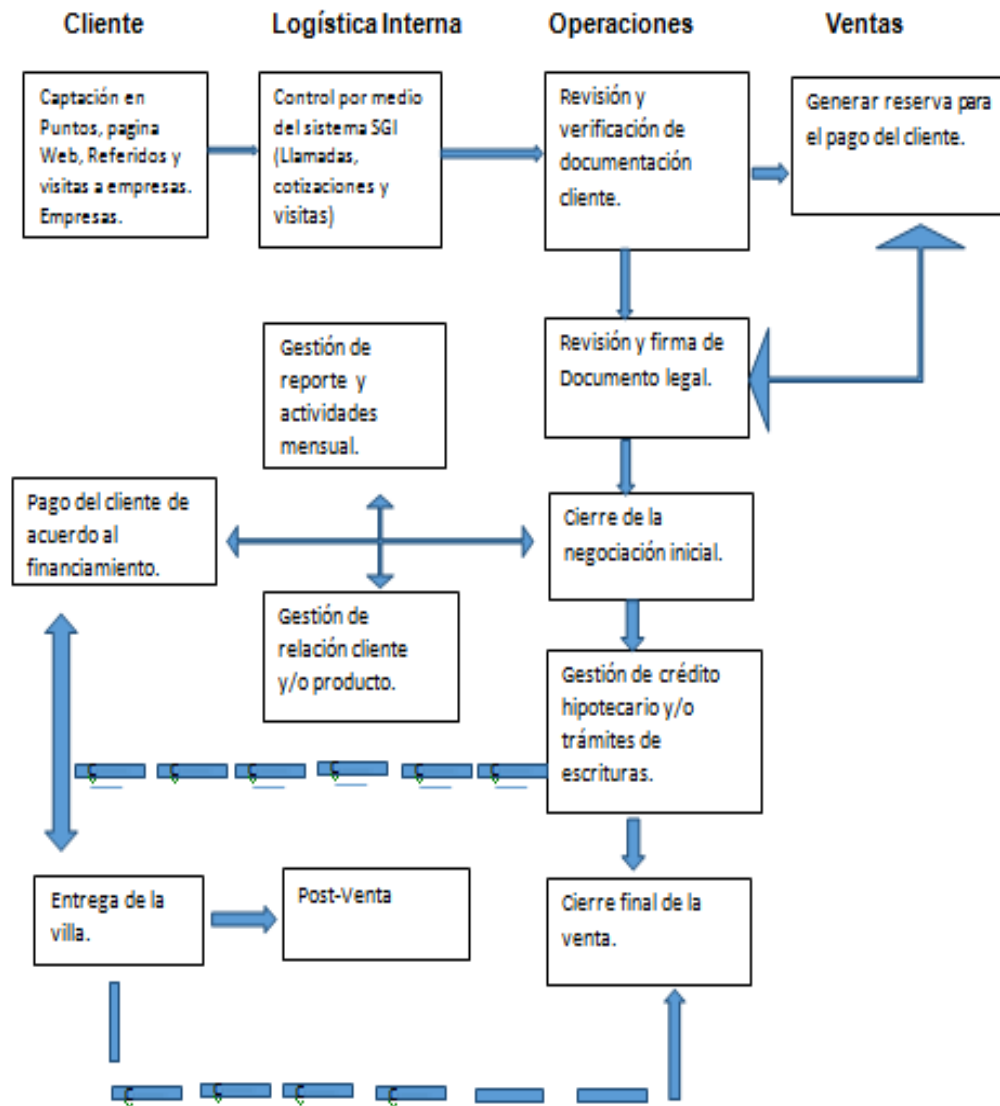 Cliente
Logística Interna
Operaciones
Ventas
Captación en
Puntos, pagina
Web, Referidos y
visitas a empresas.
Empresas.
Control por medio
del sistema SGI
(Llamadas,
cotizaciones y
visitas)
Revisión y
verificación de
documentación
cliente.
Generar reserva para
el pago del cliente.
Gestión de
reporte y
actividades
mensual.
Revisión y firma de
Documento legal.
Pago del cliente de
acuerdo al
financiamiento.
Cierre de la
negociación inicial.
Gestión de
relación cliente
y/o producto.
Gestión de crédito
hipotecario y/o
trámites de
escrituras.
Entrega de la
villa.
Post-Venta
Cierre final de la
venta.